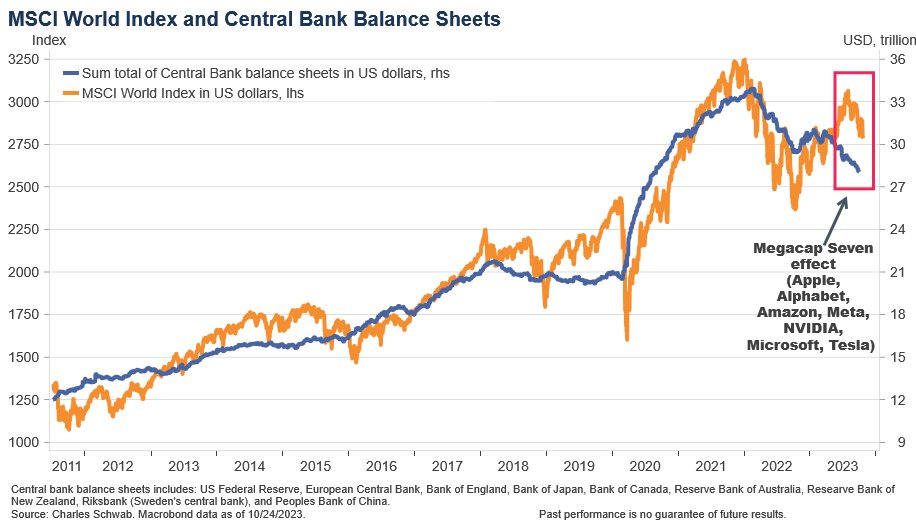 MSCI World Index and Central Bank Balance Sheets
Index
USD, trillion
3250
3000
2750
2500
2250
2000
1750
1500
1250
1000
Sum total of Central Bank balance sheets in US dollars, rhs
MSCI World Index in US dollars, lhs
36
33
30
27
24
21
18
15
12
9
Megacap Seven
effect
(Apple,
Alphabet,
Amazon, Meta,
NVIDIA,
Microsoft, Tesla)
2011 2012 2013 2014 2015 2016 2017 2018 2019 2020 2021 2022 2023
Central bank balance sheets includes: US Federal Reserve, European Central Bank, Bank of England, Bank of Japan, Bank of Canada, Reserve Bank of Australia, Researve Bank of
New Zealand, Riksbank (Sweden's central bank), and Peoples Bank of China.
Source: Charles Schwab. Macrobond data as of 10/24/2023.
Past performance is no guarantee of future results.